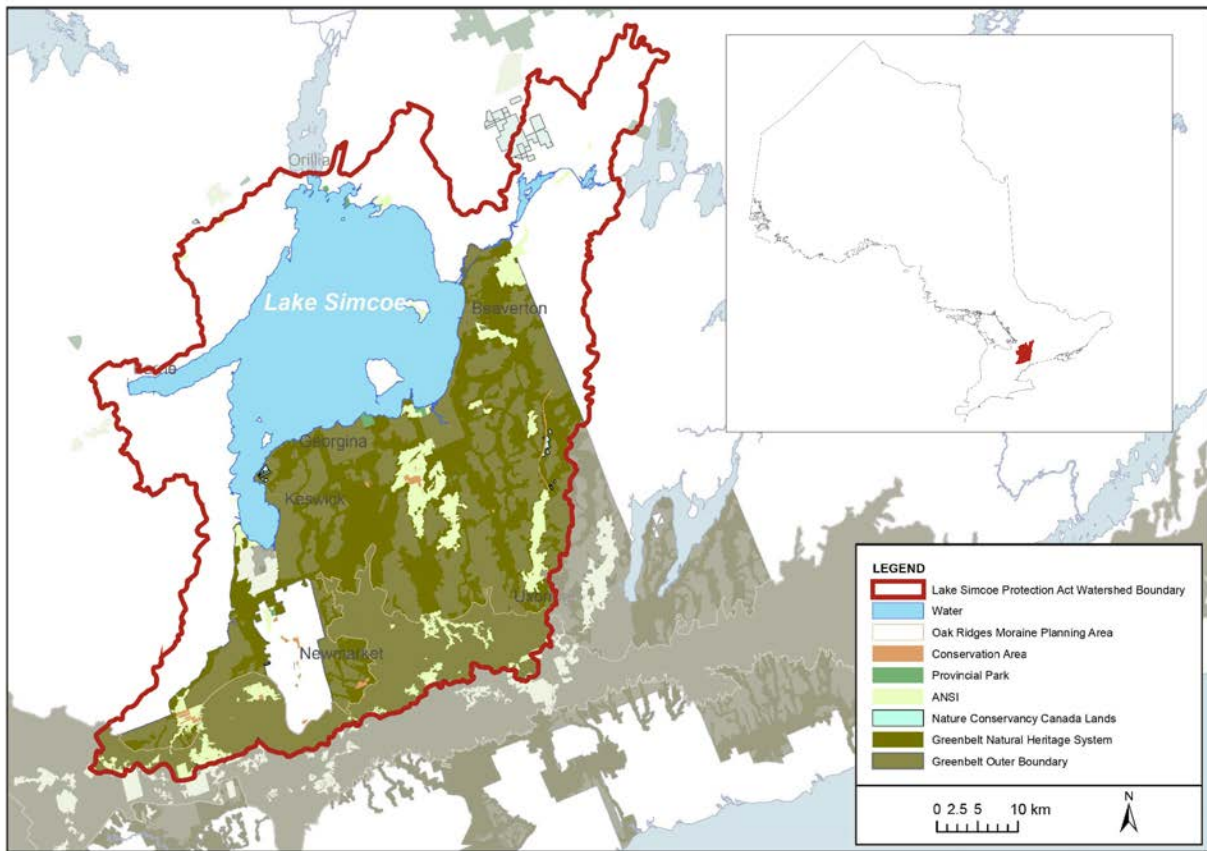 Orillia
Lake Simcoe
Beaverton
Georgina
Keswick
Newmarket
LEGEND
Lake Simcoe Protection Act Watershed Boundary
Water
Oak Ridges Moraine Planning Area
Conservation Area
Provincial Park
ANSI
Nature Conservancy Canada Lands
Greenbelt Natural Heritage System
Greenbelt Outer Boundary
0 2.5 5 10 km
N